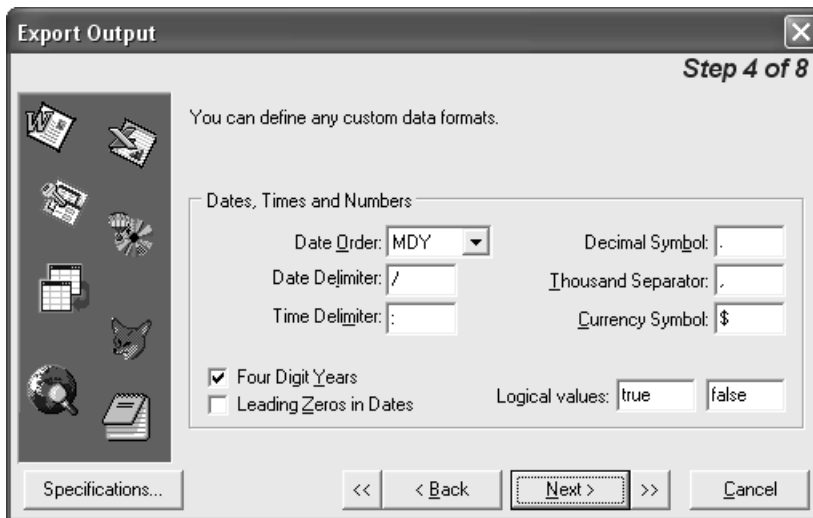 Export Output
Step 4 of 8
You can define any custom data formats.
Dates, Times and Numbers
Date Order: MDY
Decimal Symbol: .
Date Delimiter: /
Thousand Separator: ,
Time Delimiter: :
Currency Symbol: $
Four Digit Years
Leading Zeros in Dates
Logical values: true false
Specifications... << < Back Next > >> Cancel